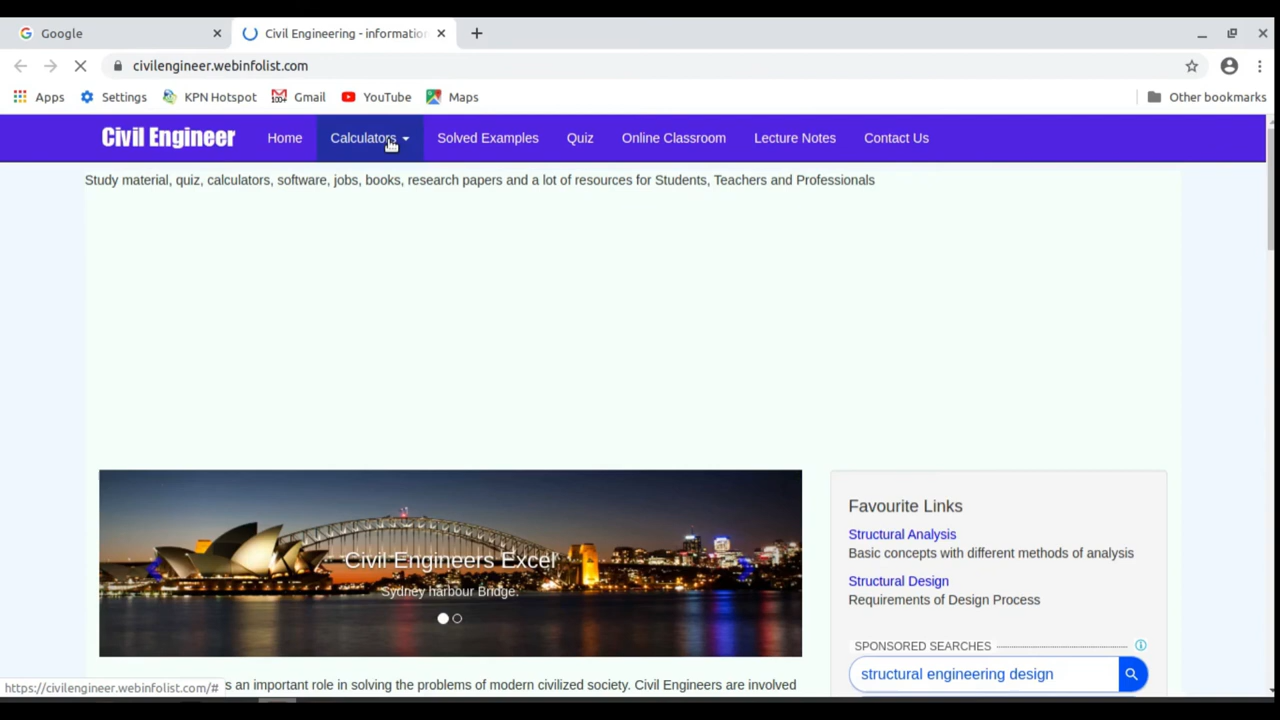 Google
Civil Engineering - informatio
civilengineer.webinfolist.com
Apps Settings KPN Hotspot 100+ Gmail YouTube Maps Other bookmarks
Civil Engineer Home Calculators Solved Examples Quiz Online Classroom Lecture Notes Contact Us
Study material, quiz, calculators, software, jobs, books, research papers and a lot of resources for Students, Teachers and Professionals
Civil Engineers Excel
Sydney harbour Bridge.
Favourite Links
Structural Analysis
Basic concepts with different methods of analysis
Structural Design
Requirements of Design Process
SPONSORED SEARCHES
structural engineering design
s an important role in solving the problems of modern civilized society. Civil Engineers are involved
https://civilengineer.webinfolist.com/#